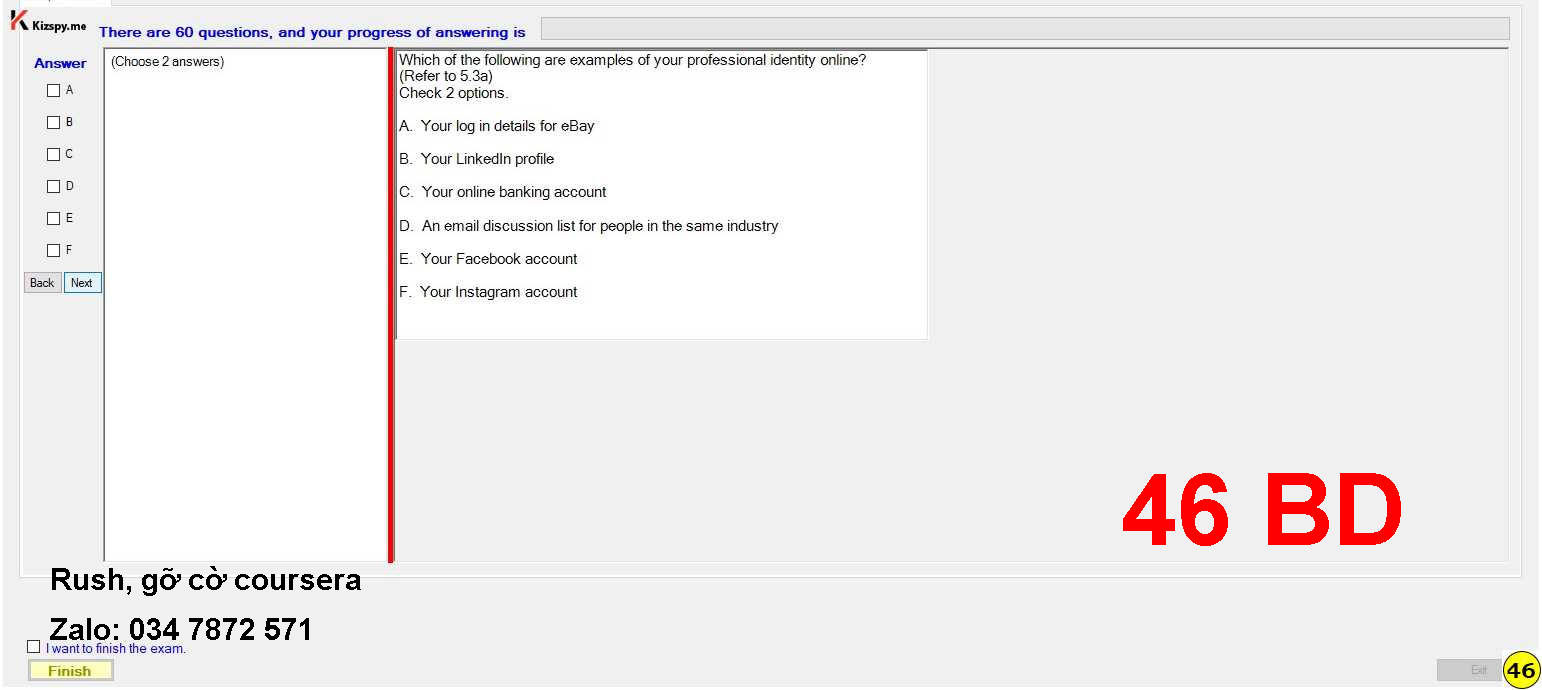 Kizspy.me
There are 60 questions, and your progress of answering is
Answer
A
B
C
D
E
F
Back Next
(Choose 2 answers)
Which of the following are examples of your professional identity online?
(Refer to 5.3a)
Check 2 options.
A. Your log in details for eBay
B. Your LinkedIn profile
C. Your online banking account
D. An email discussion list for people in the same industry
E. Your Facebook account
F. Your Instagram account
46 BD
Rush, gỡ cờ coursera
Zalo: 034 7872 571
I want to finish the exam.
Finish
Exit
46